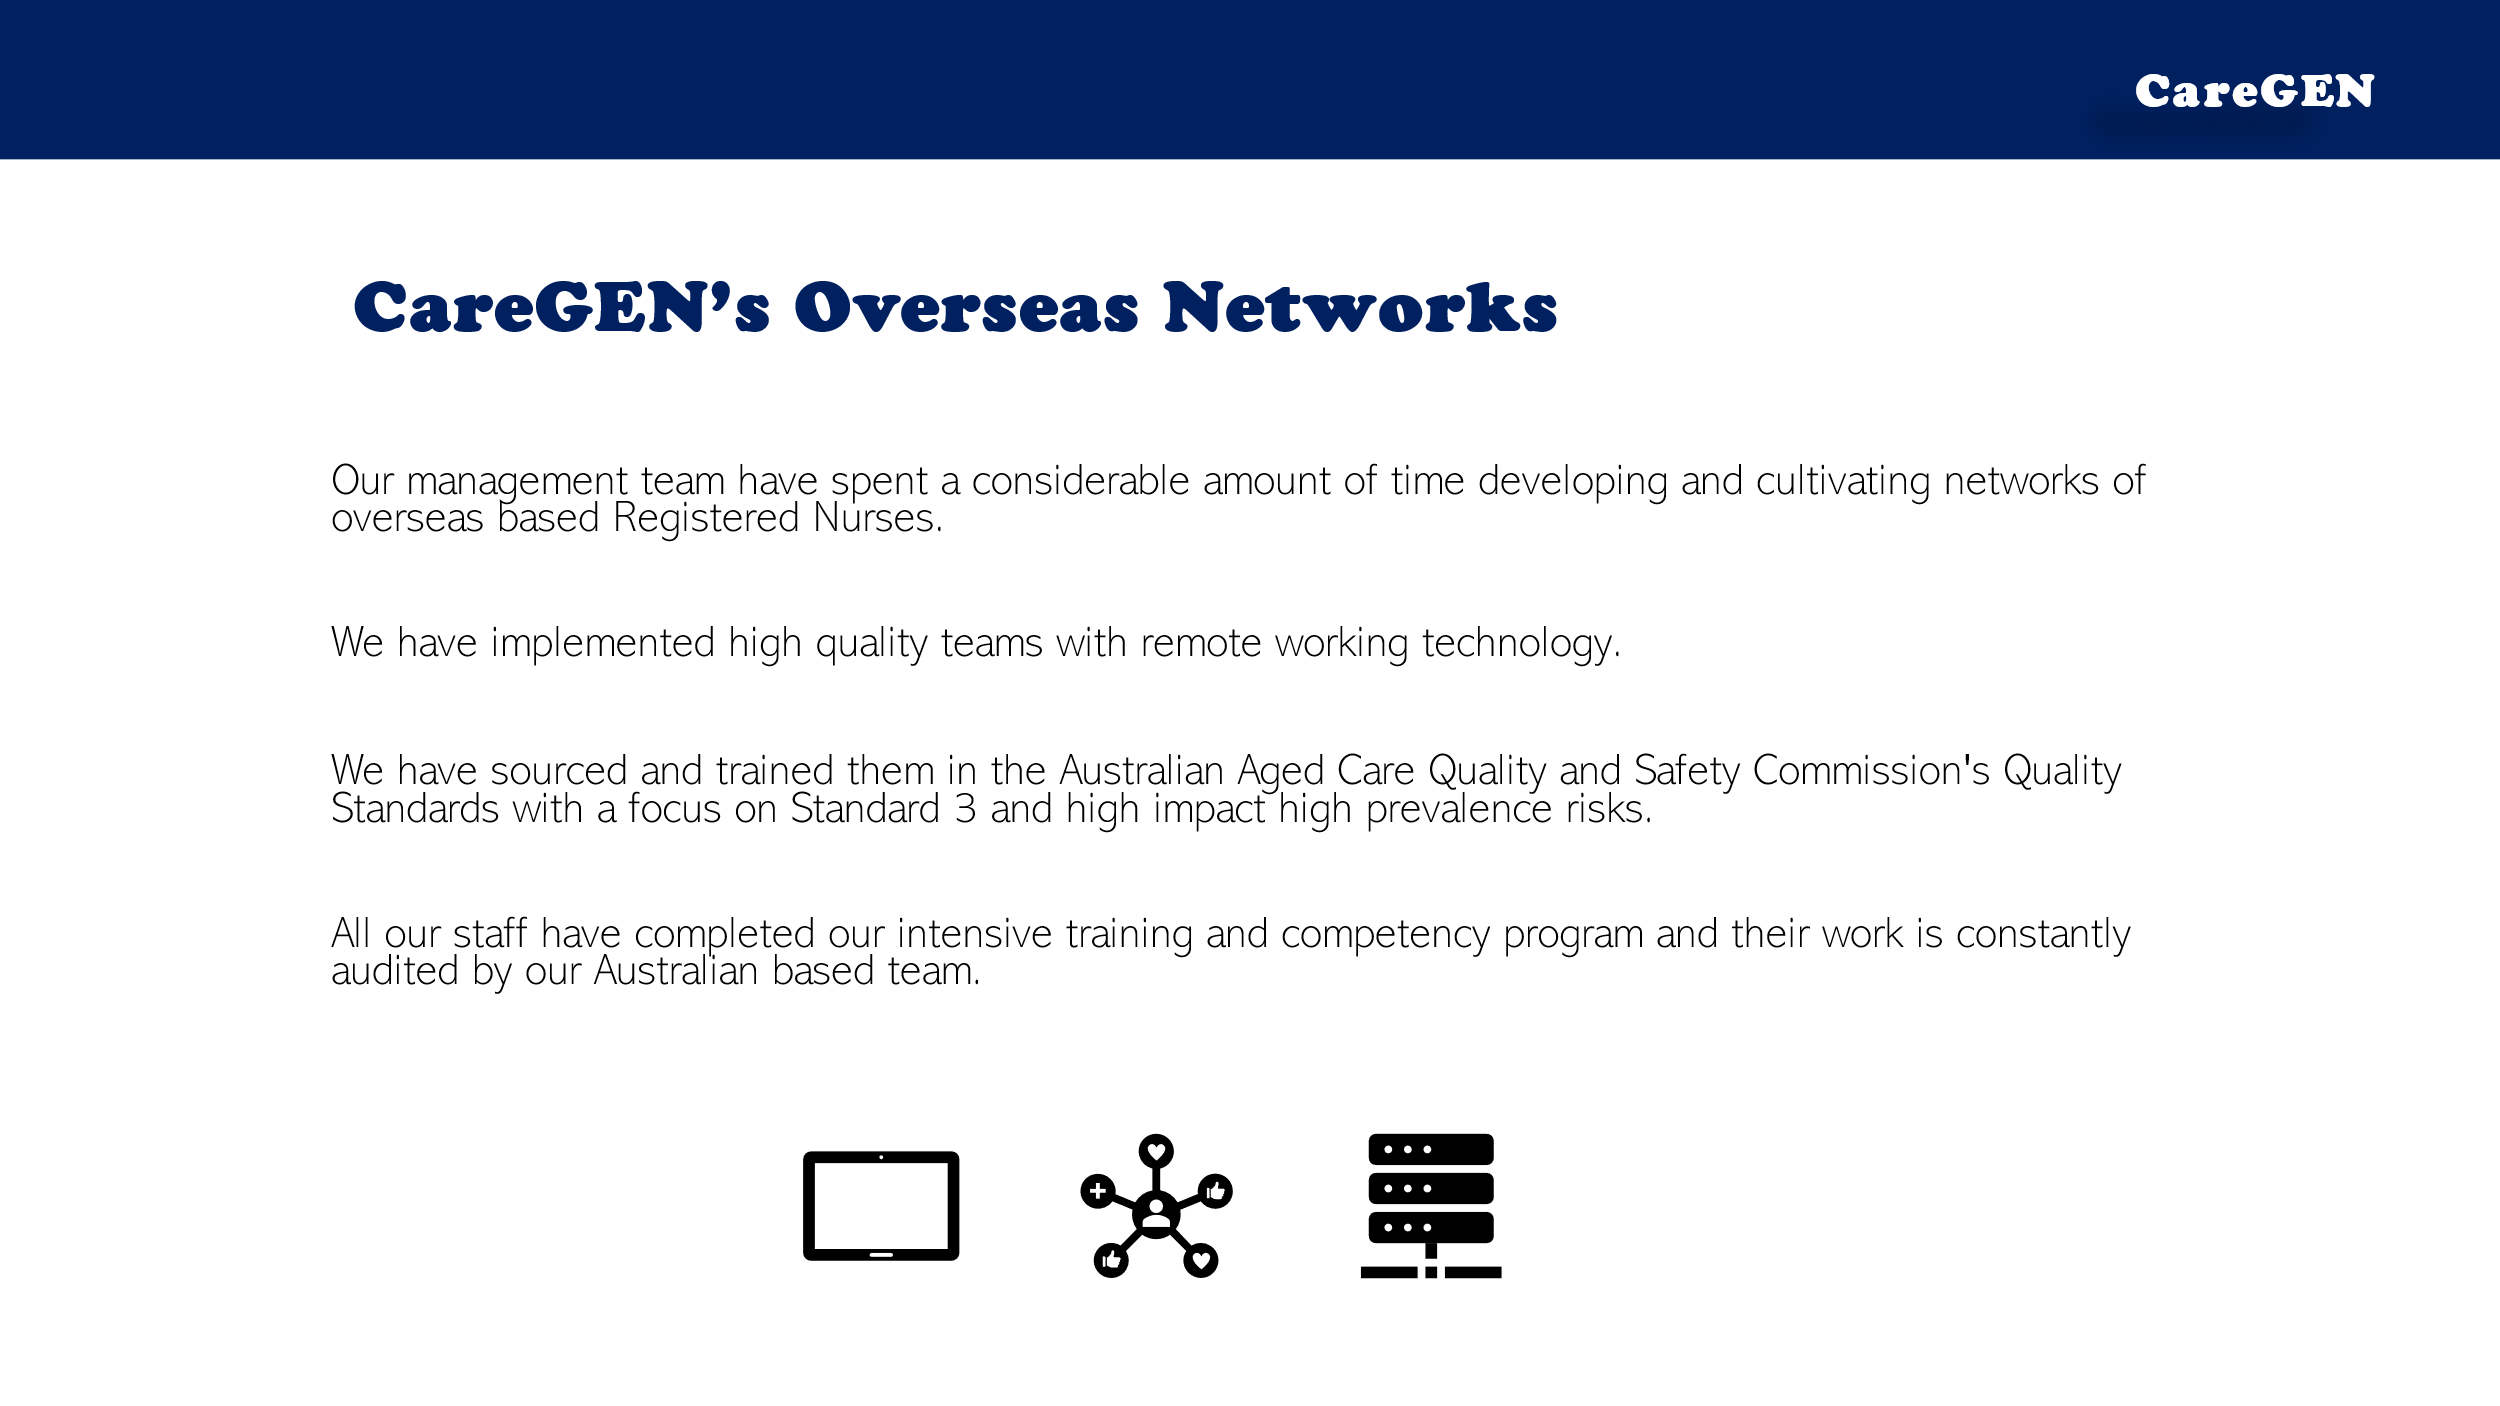 CareGEN
CareGEN’s Overseas Networks
Our management team have spent a considerable amount of time developing and cultivating networks of
overseas based Registered Nurses.
We have implemented high quality teams with remote working technology.
We have sourced and trained them in the Australian Aged Care Quality and Safety Commission's Quality
Standards with a focus on Standard 3 and high impact high prevalence risks.
All our staff have completed our intensive training and competency program and their work is constantly
audited by our Australian based team.